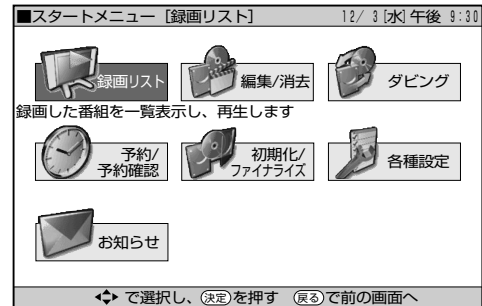 ■スタートメニュー［録画リスト］ 12/ 3[水]午後 9:30
録画リスト
編集/消去
ダビング
録画した番組を一覧表示し、再生します
予約/
予約確認
初期化/
ファイナライズ
各種設定
お知らせ
で選択し、決定を押す 戻るで前の画面へ